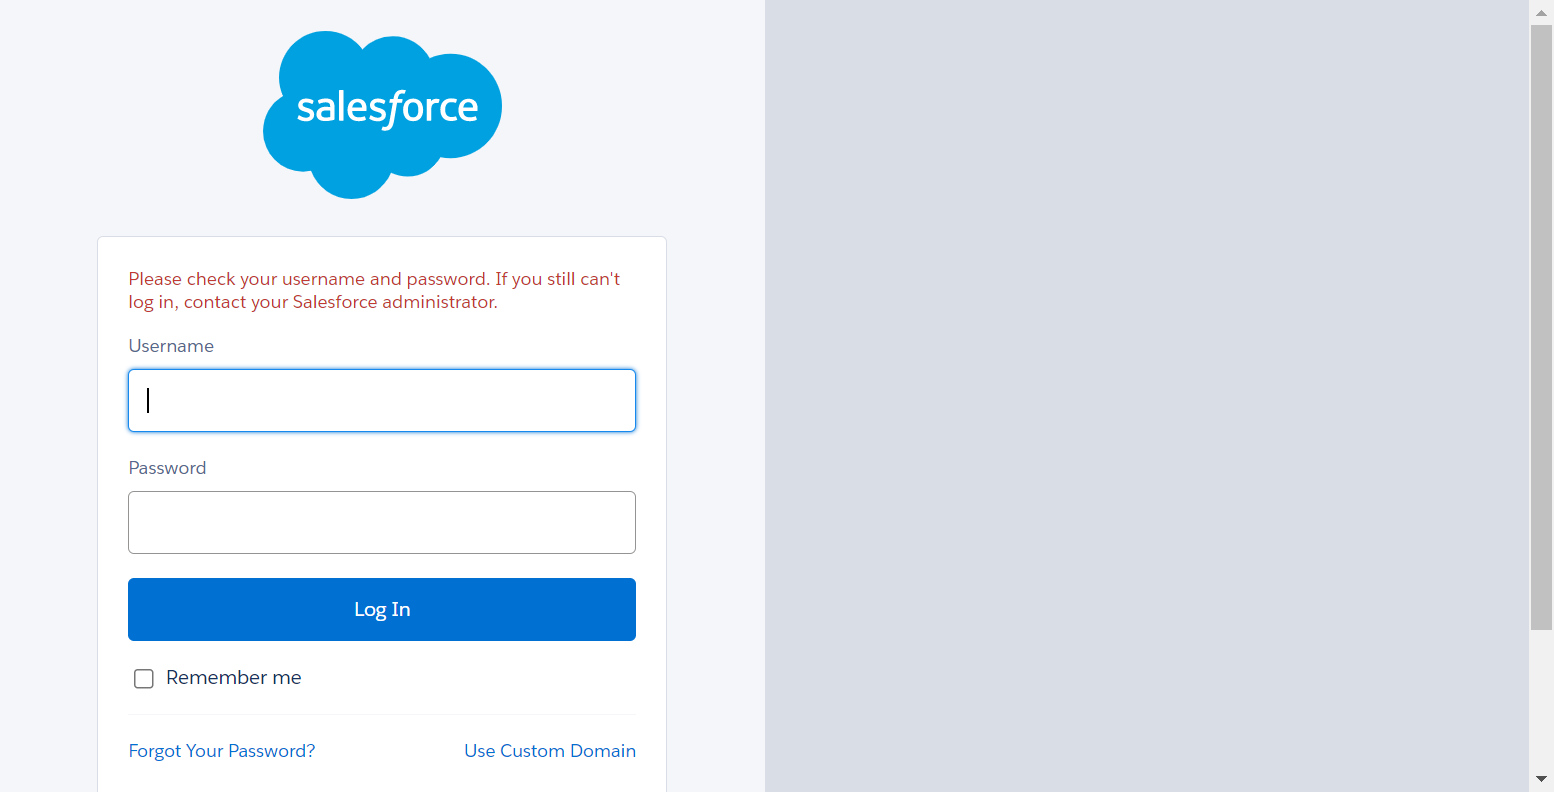 salesforce
Please check your username and password. If you still can't
log in, contact your Salesforce administrator.
Username
Password
Log In
Remember me
Forgot Your Password?
Use Custom Domain